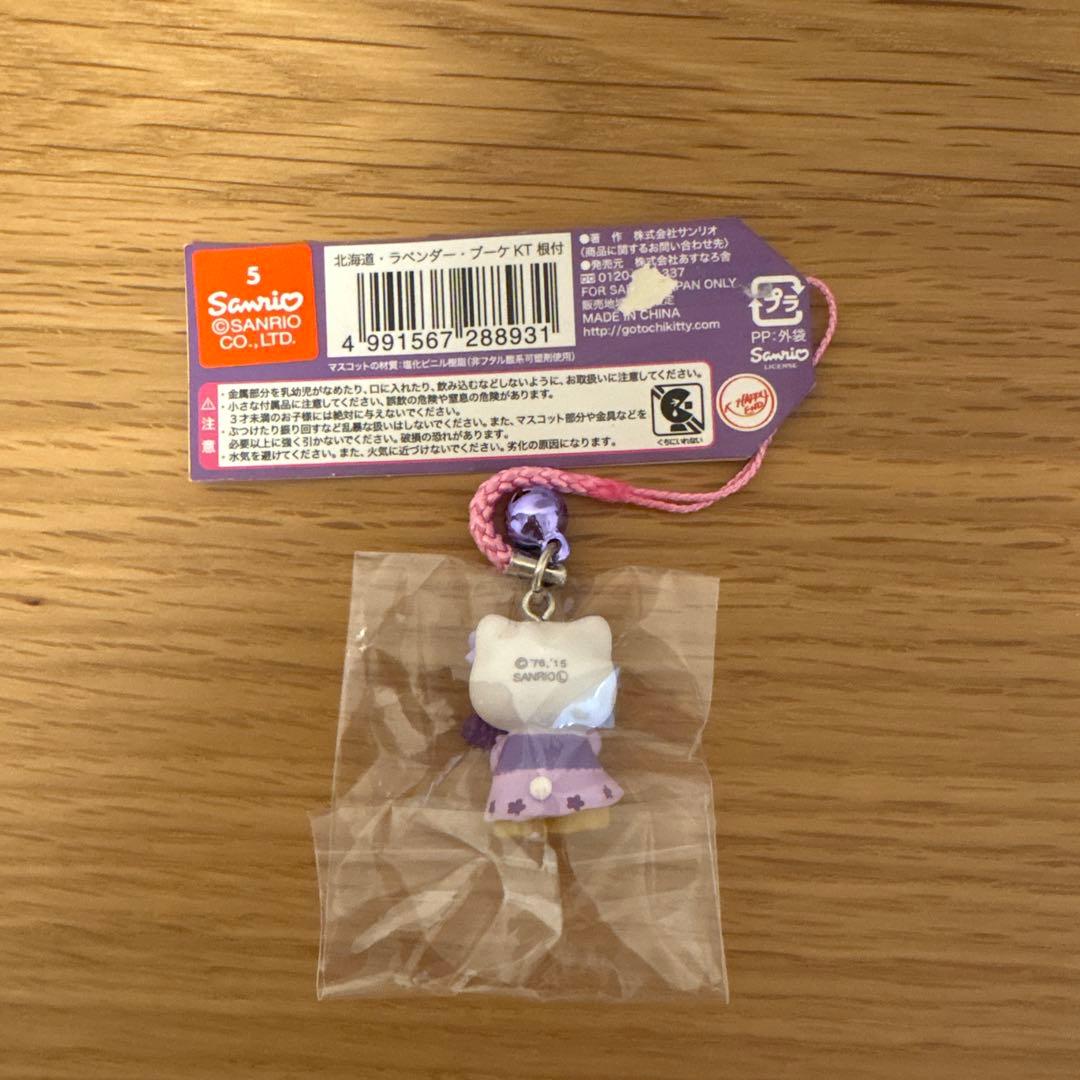 5
Sanrio
©SANRIO
CO.,LTD.
北海道・ラベンダー・ブーケKT 根付
4 991567 288931
マスコットの材質:塩化ビニル樹脂(非フタル酸系可塑剤使用)
●著 作 株式会社サンリオ
〈商品に関するお問い合わせ先〉
●発売元 株式会社あすなろ舎
0120- 337
FOR SA JAPAN ONLY
販売地 定
MADE IN CHINA
http://gotochikitty.com
プラ
PP:外袋
Sanrio
LICENSE
K HAPPY
END
注意
・金属部分を乳幼児がなめたり、口に入れたり、飲み込むなどしないように、お取扱いに注意してください。
・小さな付属品に注意してください、誤飲の危険や窒息の危険があります。
3才未満のお子様には絶対に与えないでください。
・ぶつけたり振り回すなど乱暴な扱いはしないでください。また、マスコット部分や金具などを
必要以上に強く引かないでください。破損の恐れがあります。
・水気を避けてください。また、火気に近づけないでください。劣化の原因になります。
くちにいれない
©'76,'15
SANRIOⓁ